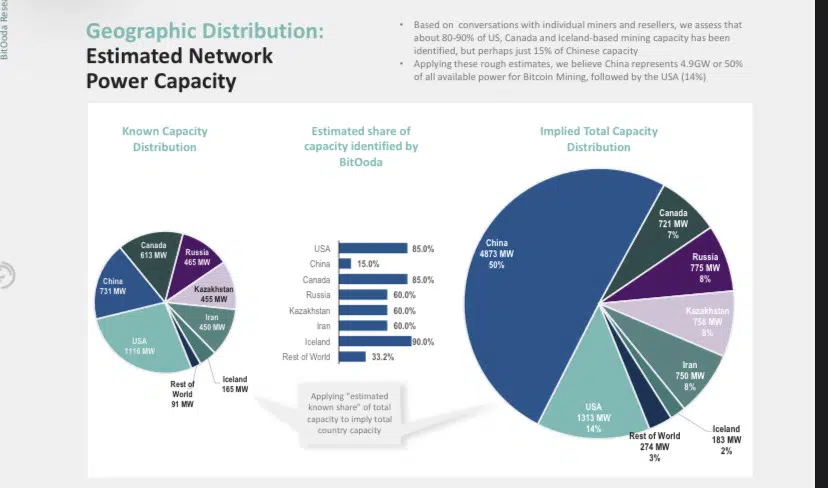 BitOoda Resea
Geographic Distribution:
Estimated Network
Power Capacity
• Based on conversations with individual miners and resellers, we assess that
about 80-90% of US, Canada and Iceland-based mining capacity has been
identified, but perhaps just 15% of Chinese capacity
• Applying these rough estimates, we believe China represents 4.9GW or 50%
of all available power for Bitcoin Mining, followed by the USA (14%)
Known Capacity
Distribution
Canada
613 MW
Russia
465 MW
China
731 MW
Kazakhstan
455 MW
Iran
450 MW
USA
1116 MW
Rest of
World
91 MW
Iceland
165 MW
Estimated share of
capacity identified by
BitOoda
USA 85.0%
China 15.0%
Canada 85.0%
Russia 60.0%
Kazakhstan 60.0%
Iran 60.0%
Iceland 90.0%
Rest of World 33.2%
Applying "estimated
known share" of total
capacity to imply total
country capacity
Implied Total Capacity
Distribution
China
4873 MW
50%
Canada
721 MW
7%
Russia
775 MW
8%
Kazakhstan
758 MW
8%
Iran
750 MW
8%
USA
1313 MW
14%
Rest of World
274 MW
3%
Iceland
183 MW
2%